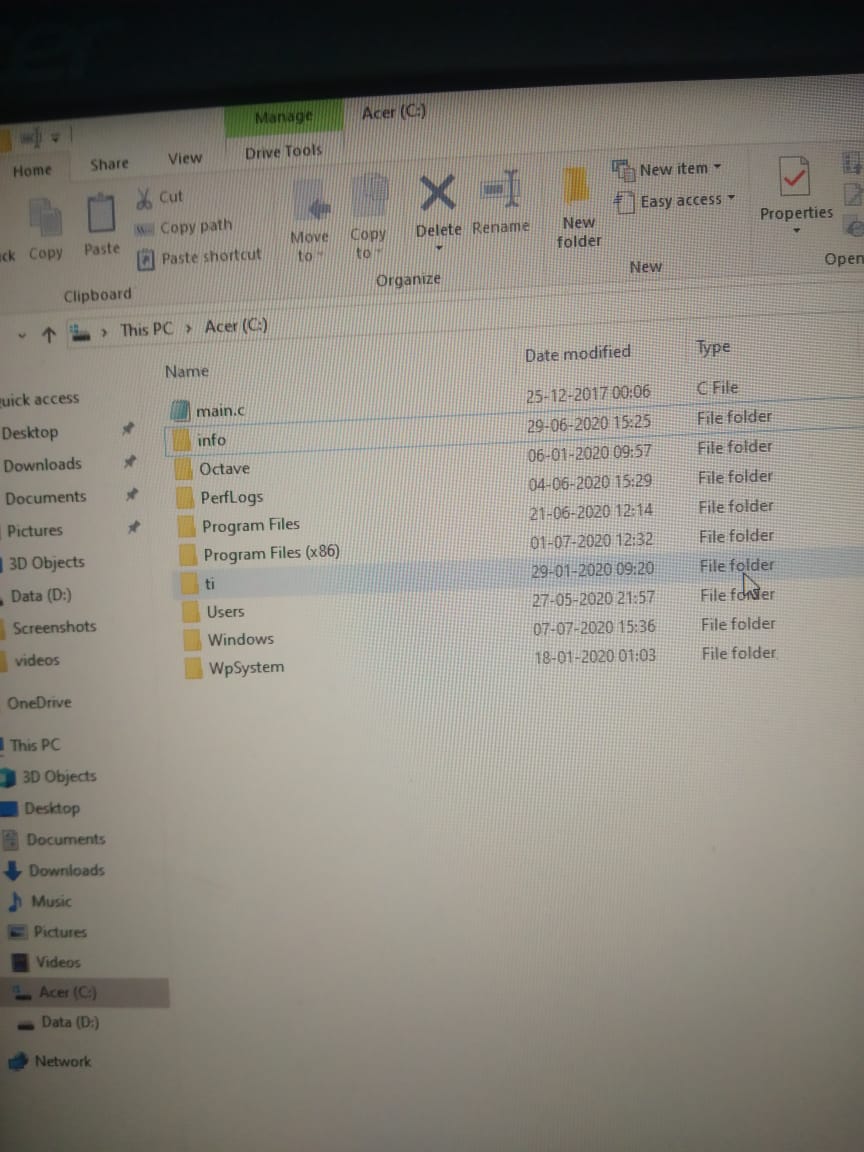 Manage Acer (C:)
Home Share View Drive Tools
Cut
Copy path
Paste shortcut
Copy Paste
Move to
Copy to
Delete Rename
New folder
New item
Easy access
Properties
Clipboard Organize New Open
This PC > Acer (C:)
Name Date modified Type
main.c 25-12-2017 00:06 C File
info 29-06-2020 15:25 File folder
Octave 06-01-2020 09:57 File folder
PerfLogs 04-06-2020 15:29 File folder
Program Files 21-06-2020 12:14 File folder
Program Files (x86) 01-07-2020 12:32 File folder
ti 29-01-2020 09:20 File folder
Users 27-05-2020 21:57 File folder
Windows 07-07-2020 15:36 File folder
WpSystem 18-01-2020 01:03 File folder
uick access
Desktop
Downloads
Documents
Pictures
3D Objects
Data (D:)
Screenshots
videos
OneDrive
This PC
3D Objects
Desktop
Documents
Downloads
Music
Pictures
Videos
Acer (C:)
Data (D:)
Network